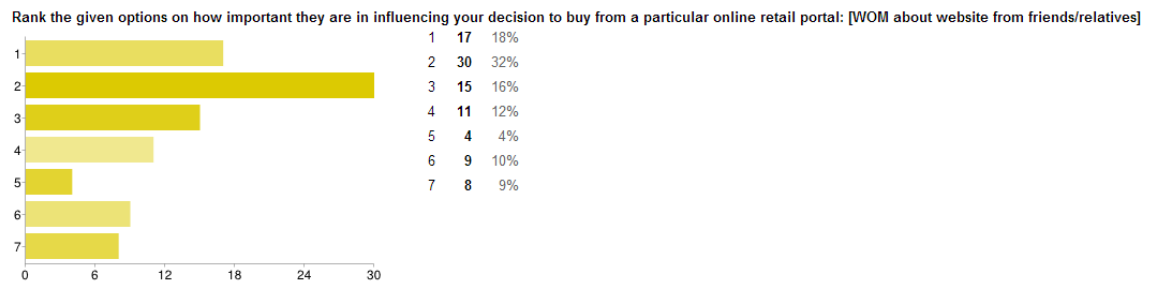 Rank the given options on how important they are in influencing your decision to buy from a particular online retail portal: [WOM about website from friends/relatives]
1 17 18%
2 30 32%
3 15 16%
4 11 12%
5 4 4%
6 9 10%
7 8 9%
1
2
3
4
5
6
7
0 6 12 18 24 30